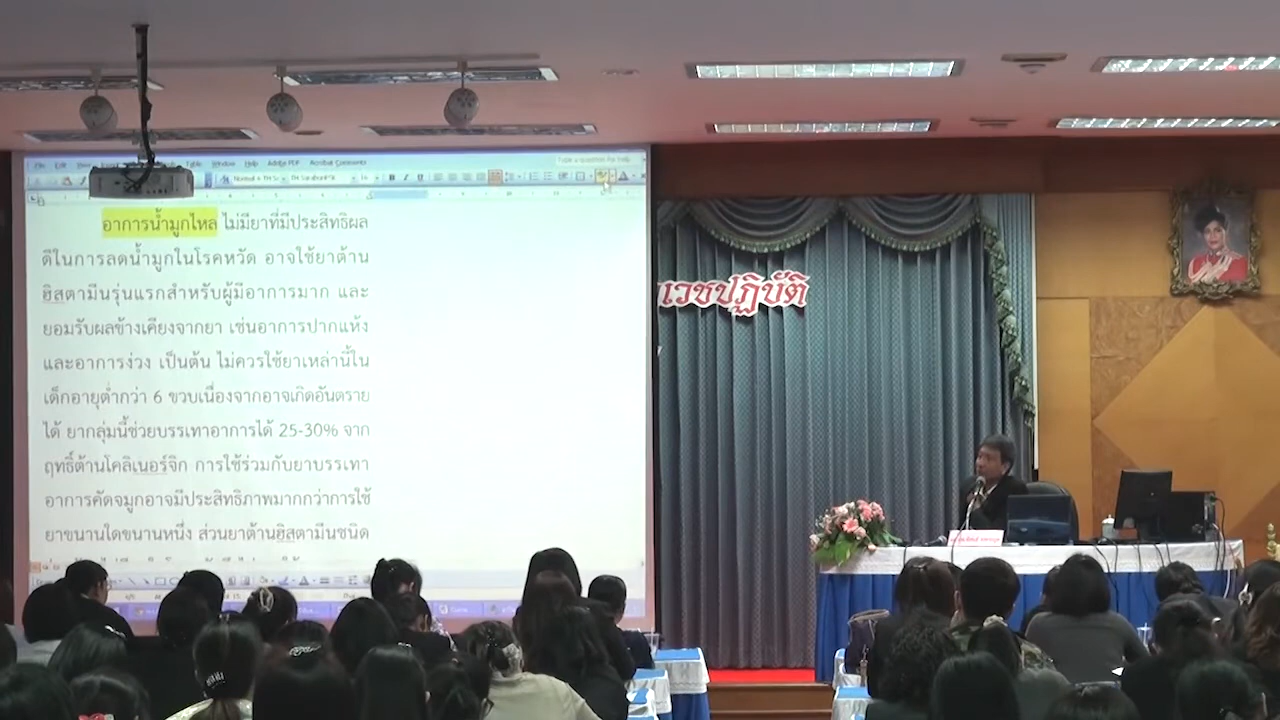 Window Help Adobe PDF Acrobat Comments
Type a question for help
อาการน้ำมูกไหล ไม่มียาที่มีประสิทธิผล
ดีในการลดน้ำมูกในโรคหวัด อาจใช้ยาต้าน
ฮิสตามีนรุ่นแรกสำหรับผู้มีอาการมาก และ
ยอมรับผลข้างเคียงจากยา เช่นอาการปากแห้ง
และอาการง่วง เป็นต้น ไม่ควรใช้ยาเหล่านี้ใน
เด็กอายุต่ำกว่า 6 ขวบเนื่องจากอาจเกิดอันตราย
ได้ ยากลุ่มนี้ช่วยบรรเทาอาการได้ 25-30% จาก
ฤทธิ์ต้านโคลิเนอร์จิก การใช้ร่วมกับยาบรรเทา
อาการคัดจมูกอาจมีประสิทธิภาพมากกว่าการใช้
ยาขนานใดขนานหนึ่ง ส่วนยาต้านฮิสตามีนชนิด
เวชปฏิบัติ